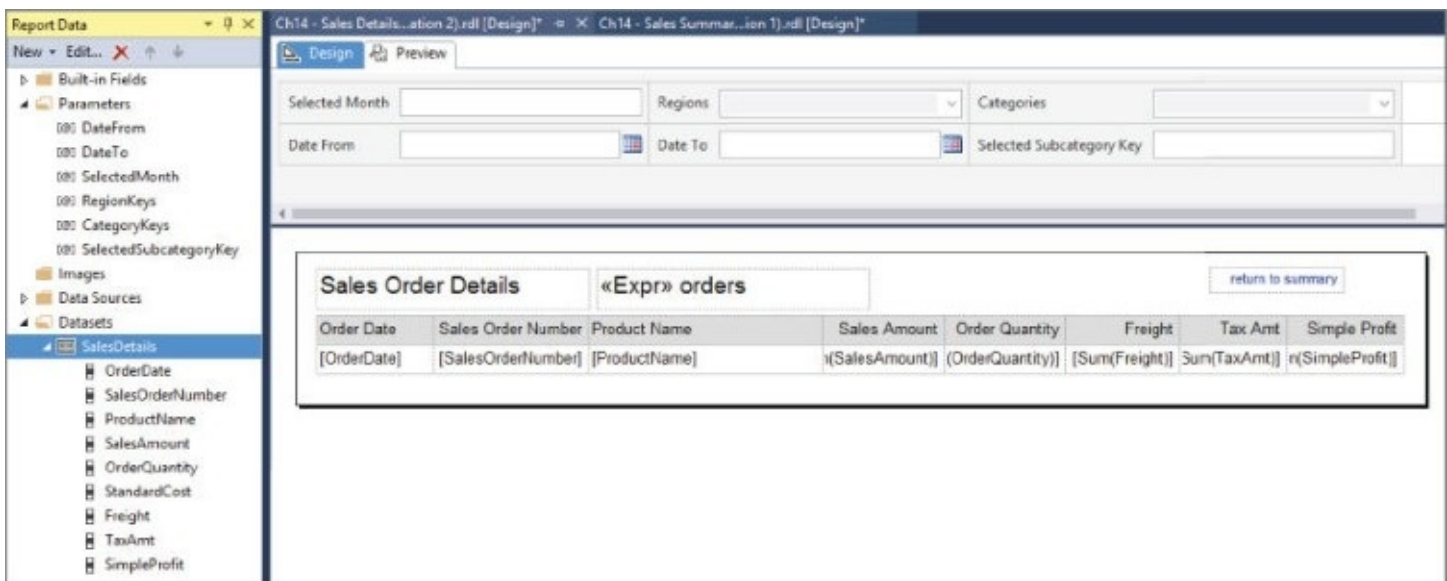 Report Data
New Edit...
Built-in Fields
Parameters
DateFrom
DateTo
SelectedMonth
RegionKeys
CategoryKeys
SelectedSubcategoryKey
Images
Data Sources
Datasets
SalesDetails
OrderDate
SalesOrderNumber
ProductName
SalesAmount
OrderQuantity
StandardCost
Freight
TaxAmt
SimpleProfit
Ch14 - Sales Details...ation 2).rdl [Design]* Ch14 - Sales Summar...ion 1).rdl [Design]*
Design Preview
Selected Month Regions Categories
Date From Date To Selected Subcategory Key
Sales Order Details «Expr» orders return to summary
Order Date Sales Order Number Product Name Sales Amount Order Quantity Freight Tax Amt Simple Profit
[OrderDate] [SalesOrderNumber] [ProductName] (SalesAmount)] (OrderQuantity)] [Sum(Freight)] Sum(TaxAmt)] n(SimpleProfit)]